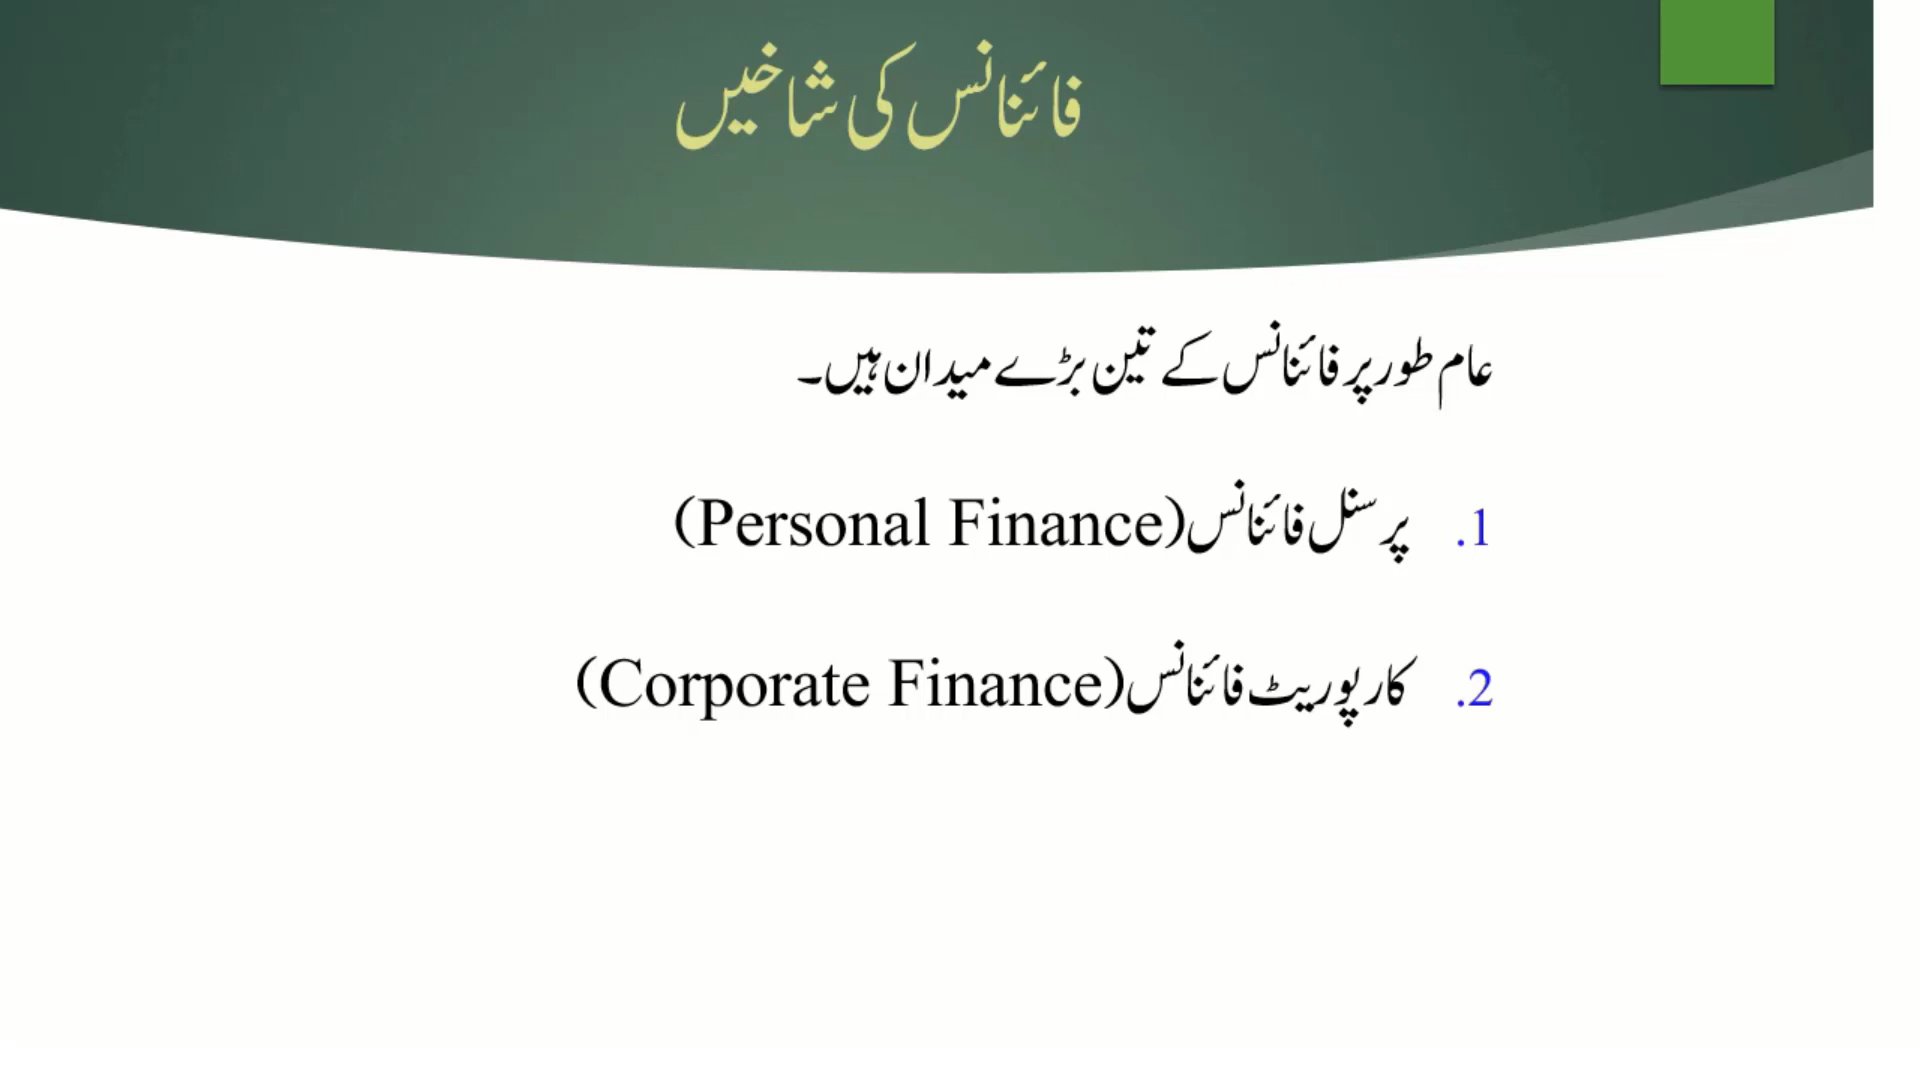 فائنانس کی شاخیں
عام طور پر فائنانس کے تین بڑے میدان ہیں۔
1. پرسنل فائنانس(Personal Finance)
2. کارپوریٹ فائنانس(Corporate Finance)